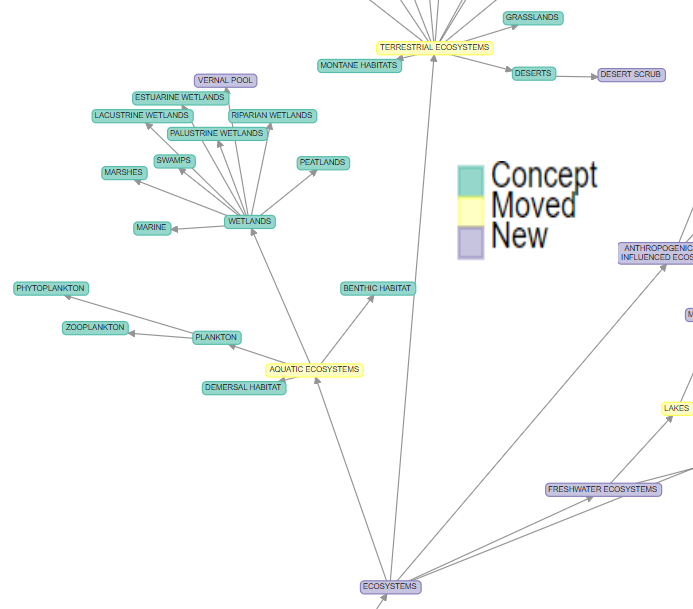 GRASSLANDS
TERRESTRIAL ECOSYSTEMS
MONTANE HABITATS
DESERTS
DESERT SCRUB
VERNAL POOL
ESTUARINE WETLANDS
LACUSTRINE WETLANDS
RIPARIAN WETLANDS
PALUSTRINE WETLANDS
SWAMPS
PEATLANDS
MARSHES
Concept
Moved
New
WETLANDS
MARINE
ANTHROPOGENIC
INFLUENCED ECOS
PHYTOPLANKTON
BENTHIC HABITAT
M
ZOOPLANKTON
PLANKTON
AQUATIC ECOSYSTEMS
DEMERSAL HABITAT
LAKES
FRESHWATER ECOSYSTEMS
ECOSYSTEMS